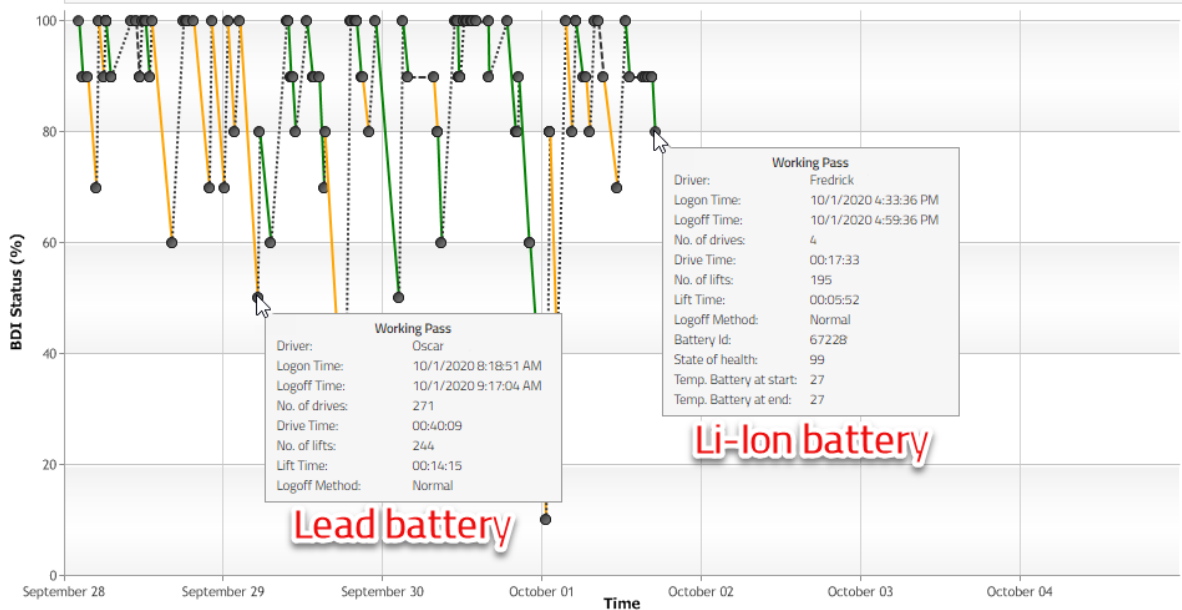 100
80
60
40
20
0
BDI Status (%)
Working Pass
Driver: Fredrick
Logon Time: 10/1/2020 4:33:36 PM
Logoff Time: 10/1/2020 4:59:36 PM
No. of drives: 4
Drive Time: 00:17:33
No. of lifts: 195
Lift Time: 00:05:52
Logoff Method: Normal
Battery Id: 67228
State of health: 99
Temp. Battery at start: 27
Temp. Battery at end: 27
Li-Ion battery
Working Pass
Driver: Oscar
Logon Time: 10/1/2020 8:18:51 AM
Logoff Time: 10/1/2020 9:17:04 AM
No. of drives: 271
Drive Time: 00:40:09
No. of lifts: 244
Lift Time: 00:14:15
Logoff Method: Normal
Lead battery
September 28 September 29 September 30 October 01 October 02 October 03 October 04
Time